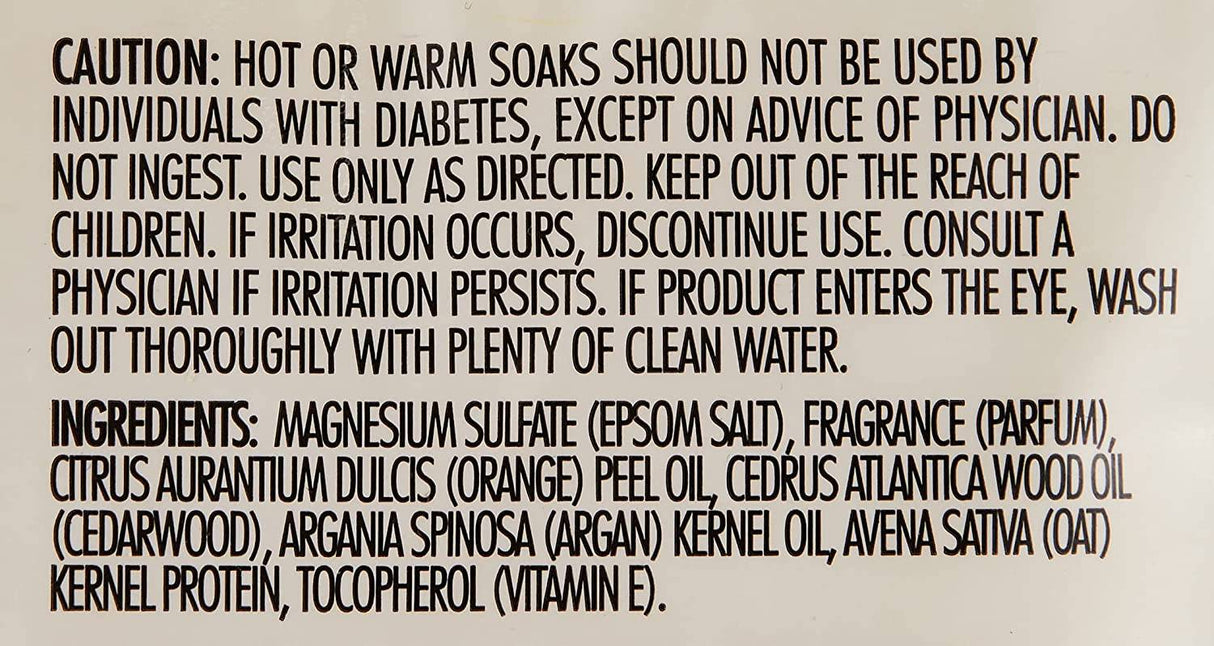 CAUTION: HOT OR WARM SOAKS SHOULD NOT BE USED BY
INDIVIDUALS WITH DIABETES, EXCEPT ON ADVICE OF PHYSICIAN. DO
NOT INGEST. USE ONLY AS DIRECTED. KEEP OUT OF THE REACH OF
CHILDREN. IF IRRITATION OCCURS, DISCONTINUE USE. CONSULT A
PHYSICIAN IF IRRITATION PERSISTS. IF PRODUCT ENTERS THE EYE, WASH
OUT THOROUGHLY WITH PLENTY OF CLEAN WATER.
INGREDIENTS: MAGNESIUM SULFATE (EPSOM SALT), FRAGRANCE (PARFUM),
CITRUS AURANTIUM DULCIS (ORANGE) PEEL OIL, CEDRUS ATLANTICA WOOD OIL
(CEDARWOOD), ARGANIA SPINOSA (ARGAN) KERNEL OIL, AVENA SATIVA (OAT)
KERNEL PROTEIN, TOCOPHEROL (VITAMIN E).